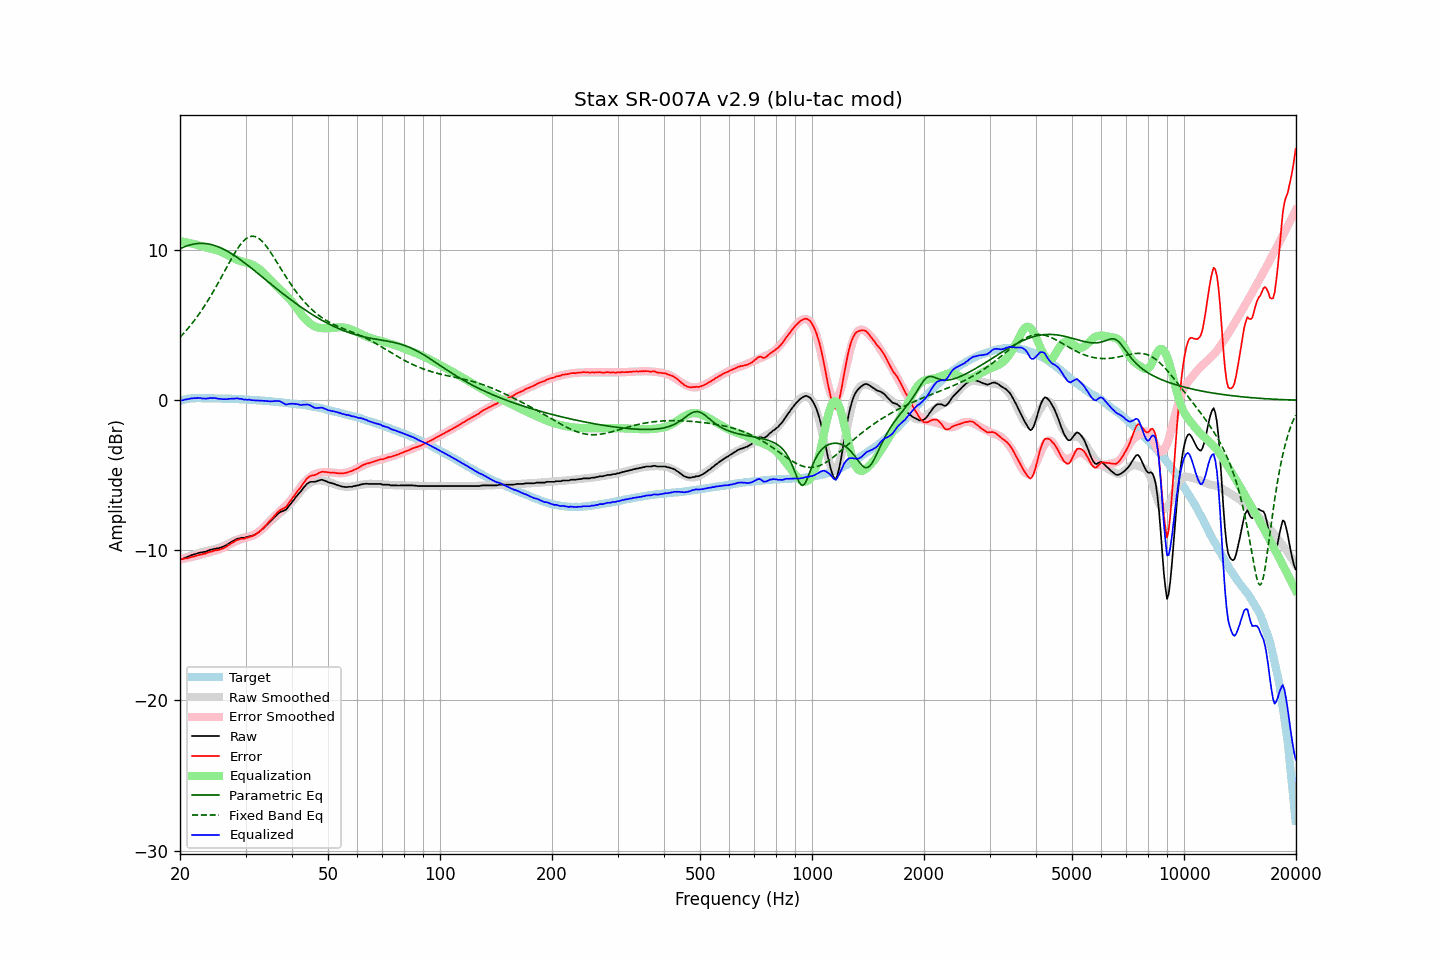 Stax SR-007A v2.9 (blu-tac mod)
Amplitude (dBr)
10
0
−10
−20
−30
Target
Raw Smoothed
Error Smoothed
Raw
Error
Equalization
Parametric Eq
Fixed Band Eq
Equalized
20 50 100 200 500 1000 2000 5000 10000 20000
Frequency (Hz)